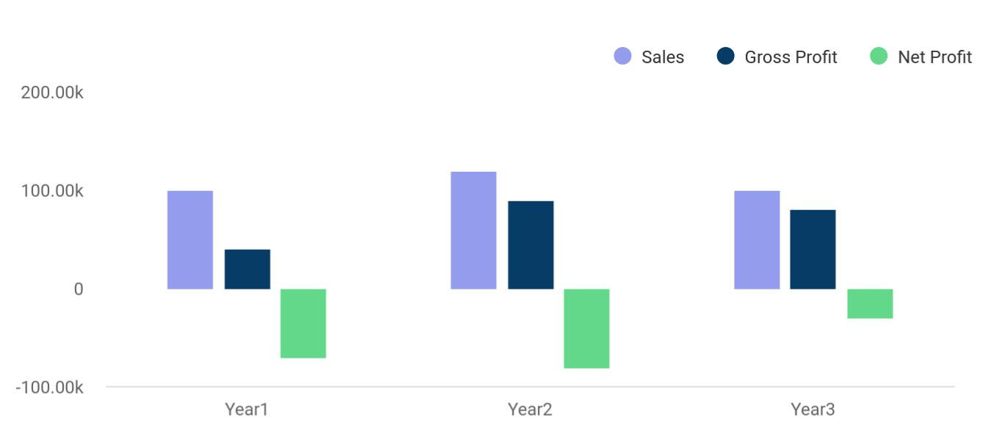 Sales Gross Profit Net Profit
200.00k
100.00k
0
-100.00k
Year1 Year2 Year3